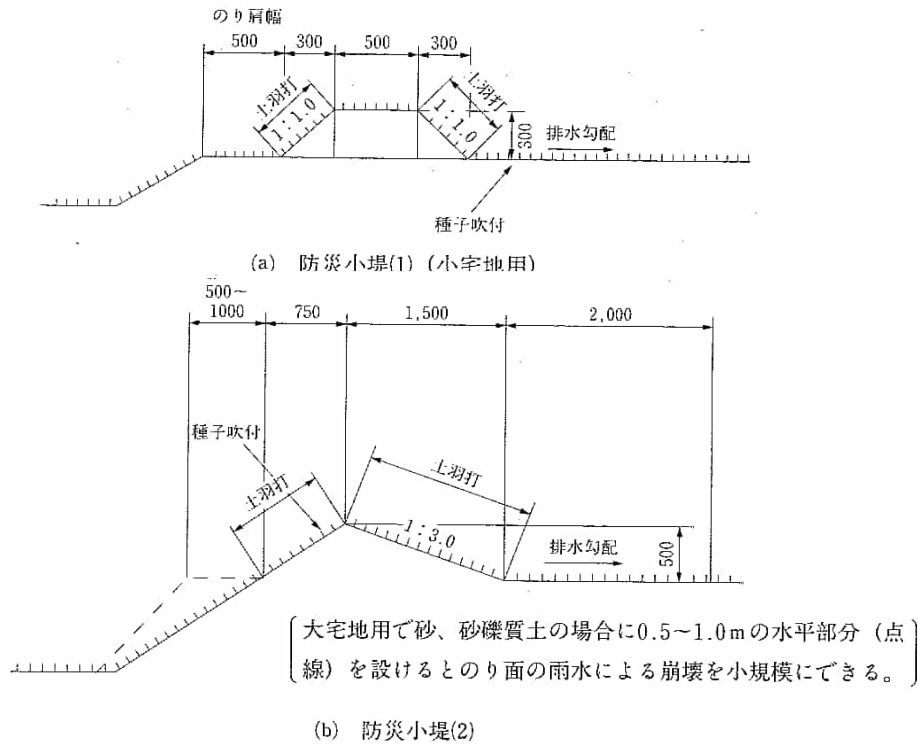 のり肩幅
500 300 500 300
土羽打
1:1.0
土羽打
1:1.0
300
排水勾配
種子吹付
(a) 防災小堤(1) (小宅地用)
500~
1000 750 1,500 2,000
種子吹付
土羽打
土羽打
1:3.0
排水勾配
500
大宅地用で砂、砂礫質土の場合に0.5~1.0mの水平部分(点
線)を設けるとのり面の雨水による崩壊を小規模にできる。
(b) 防災小堤(2)